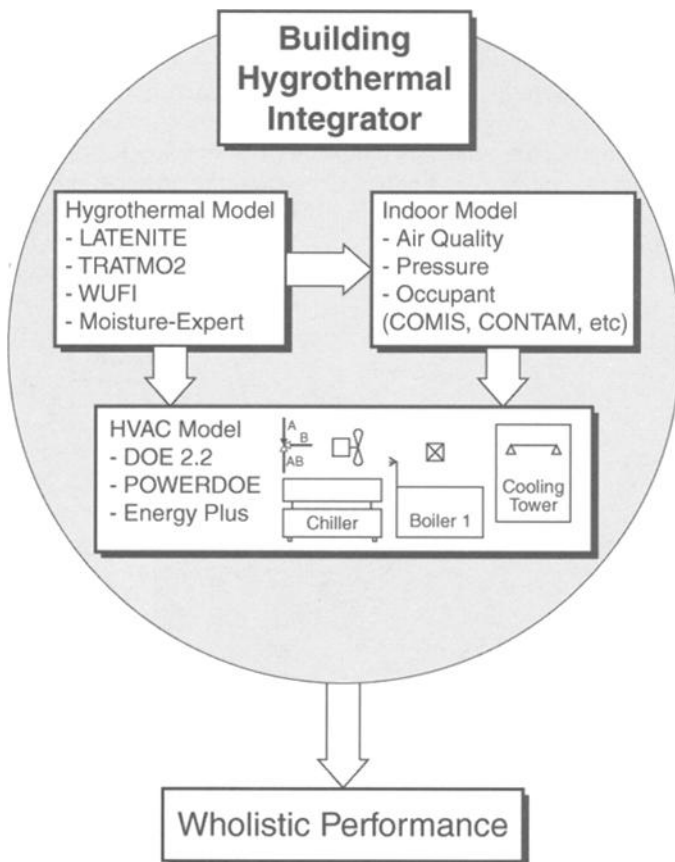 Building
Hygrothermal
Integrator
Hygrothermal Model
- LATENITE
- TRATMO2
- WUFI
- Moisture-Expert
Indoor Model
- Air Quality
- Pressure
- Occupant
(COMIS, CONTAM, etc)
HVAC Model
- DOE 2.2
- POWERDOE
- Energy Plus
A
B
AB
Chiller
Boiler 1
Cooling
Tower
Wholistic Performance